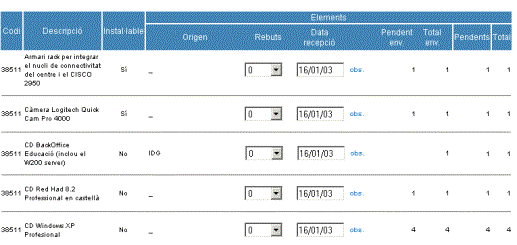 Elements
Codi Descripció Instal·lable Origen Rebuts Data recepció Pendent env. Total env. Pendents Total
38511 Armari rack per integrar el nucli de connectivitat del centre i el CISCO 2950 Sí _ 0 16/01/03 obs. 1 1 1 1
38511 Càmera Logitech Quick Cam Pro 4000 Sí _ 0 16/01/03 obs. 1 1 1 1
38511 CD BackOffice Educació (inclou el W200 server) No IDG 0 16/01/03 obs. 1 1 1 1
38511 CD Red Had 8.2 Professional en castellà No _ 0 16/01/03 obs. 1 1 1 1
38511 CD Windows XP Profesional No _ 0 16/01/03 obs. 4 4 4 4